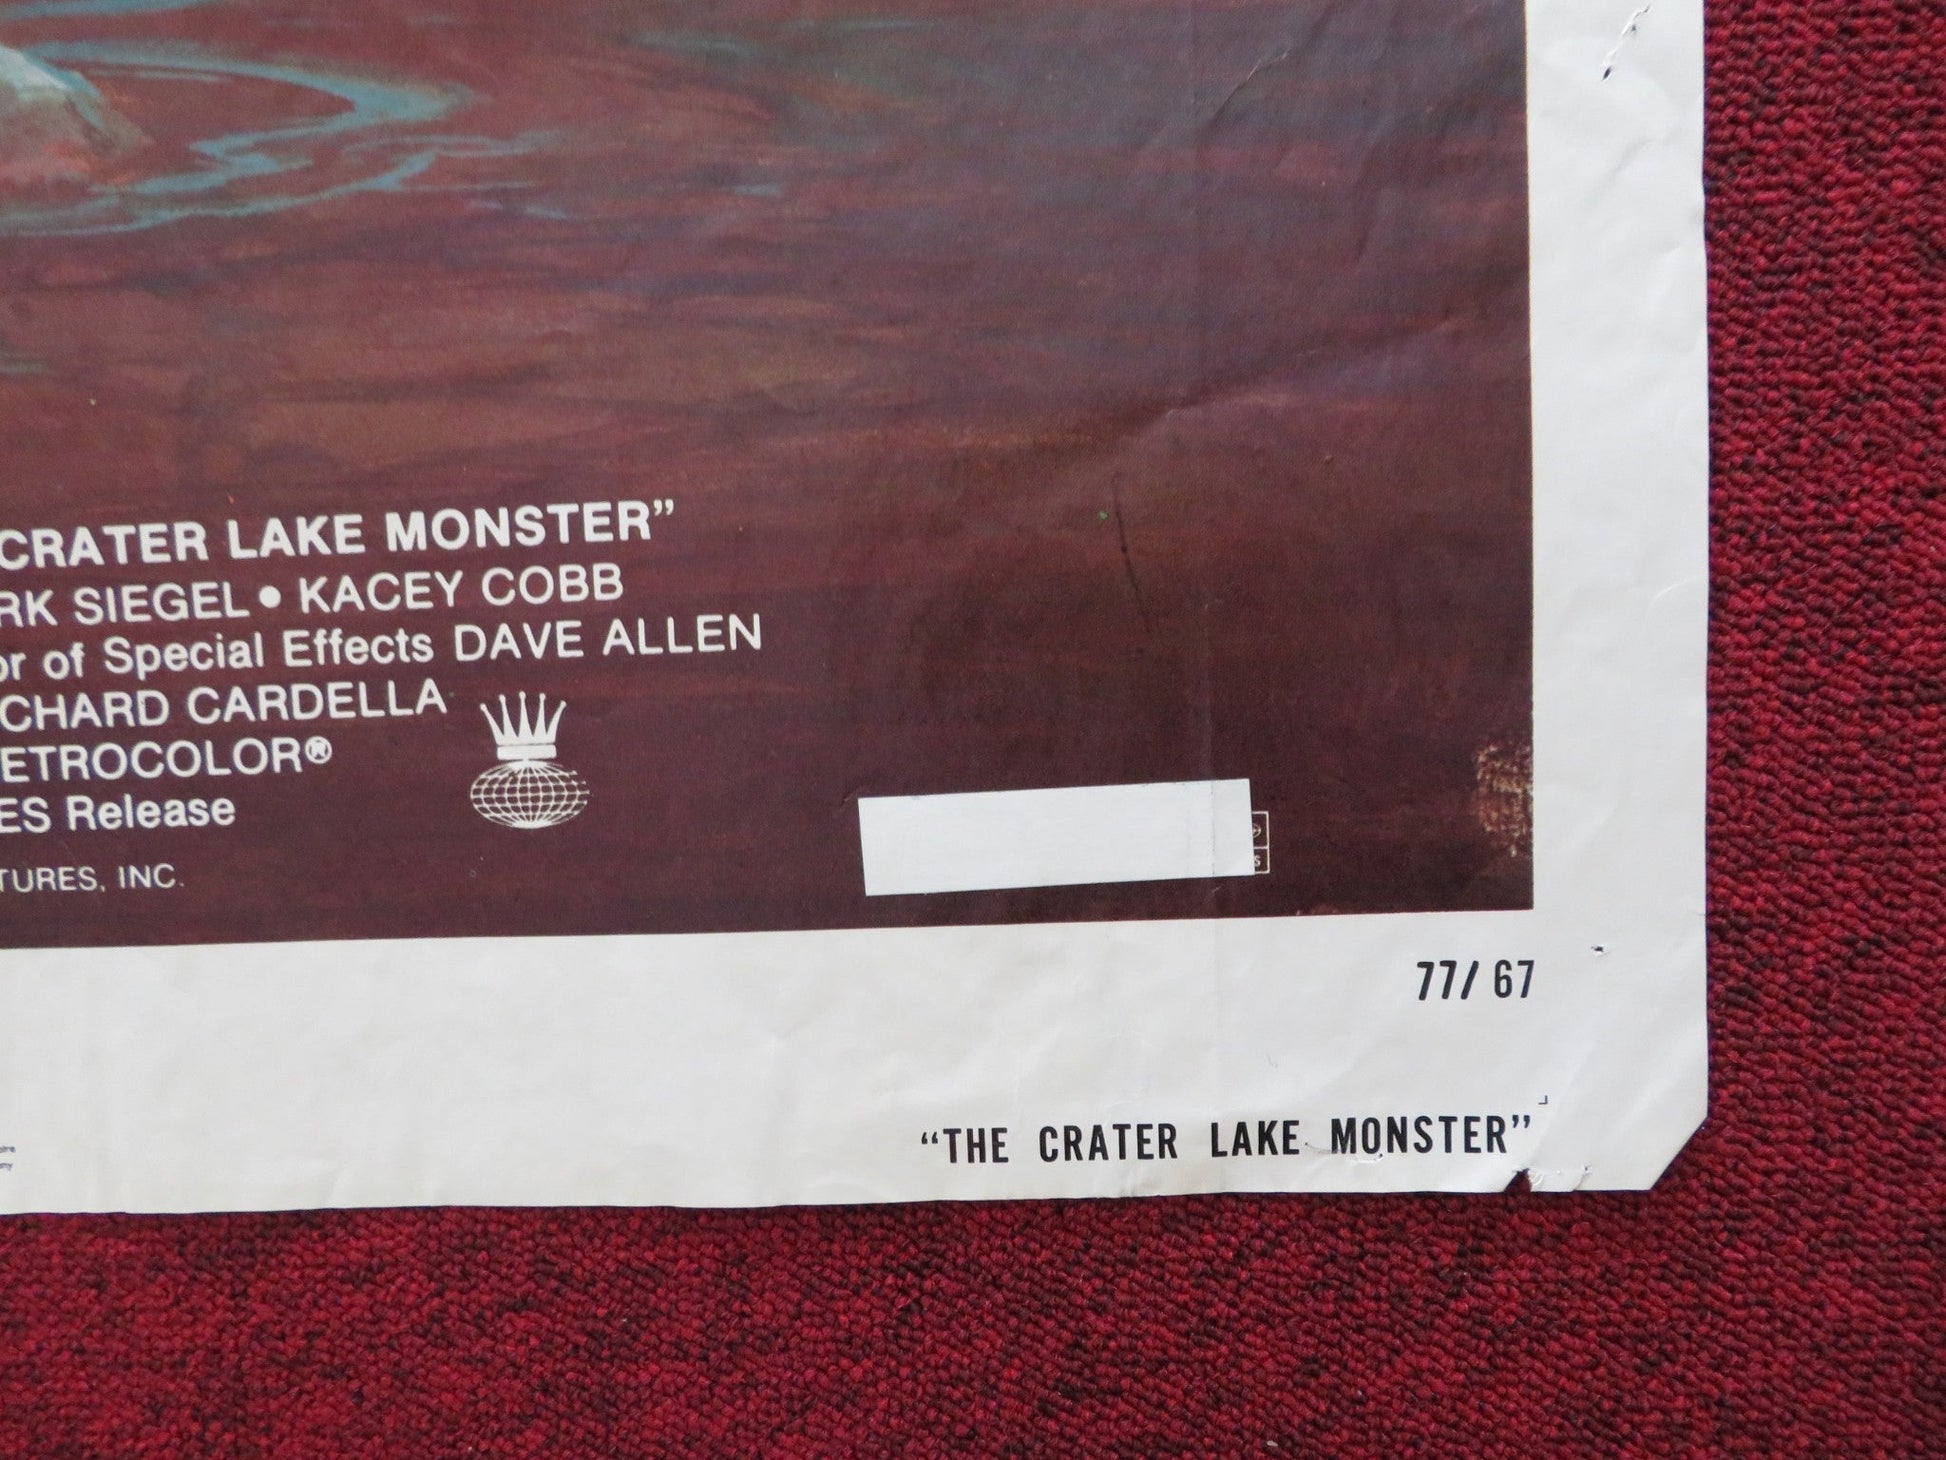 CRATER LAKE MONSTER”
RK SIEGEL • KACEY COBB
or of Special Effects DAVE ALLEN
CHARD CARDELLA
ETROCOLOR®
ES Release
TURES, INC.
77/ 67
“THE CRATER LAKE MONSTER”